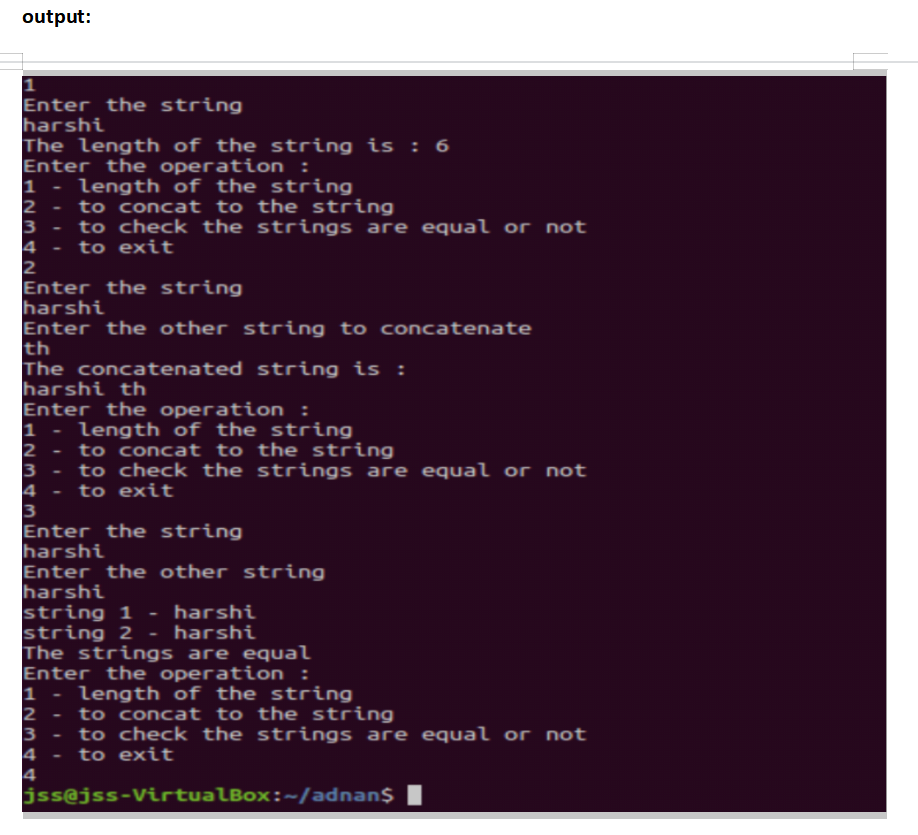 output:
1
Enter the string
harshi
The length of the string is : 6
Enter the operation :
1 - length of the string
2 - to concat to the string
3 - to check the strings are equal or not
4 - to exit
2
Enter the string
harshi
Enter the other string to concatenate
th
The concatenated string is :
harshi th
Enter the operation :
1 - length of the string
2 - to concat to the string
3 - to check the strings are equal or not
4 - to exit
3
Enter the string
harshi
Enter the other string
harshi
string 1 - harshi
string 2 - harshi
The strings are equal
Enter the operation :
1 - length of the string
2 - to concat to the string
3 - to check the strings are equal or not
4 - to exit
4
jss@jss-VirtualBox:~/adnan$